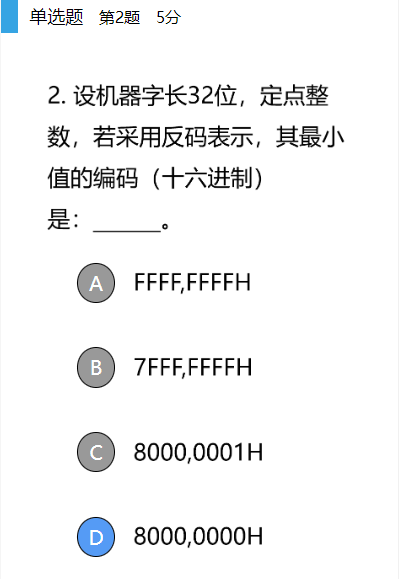 单选题 第2题 5分
2. 设机器字长32位，定点整
数，若采用反码表示，其最小
值的编码（十六进制）
是：______。
A FFFF,FFFFH
B 7FFF,FFFFH
C 8000,0001H
D 8000,0000H